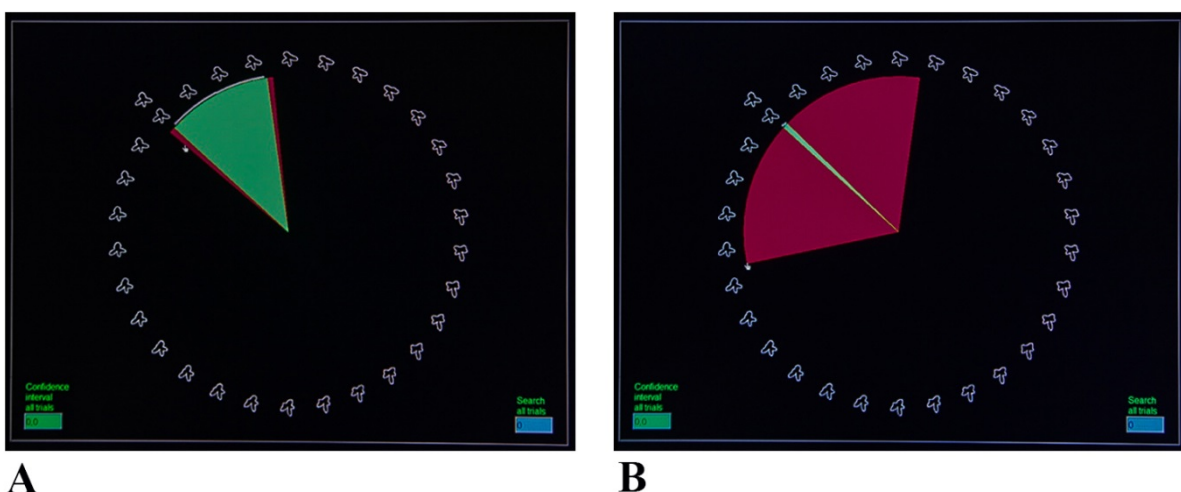 Confidence
interval
all trials
0,0
Search
all trials
0
Confidence
interval
all trials
0,0
Search
all trials
0
A
B